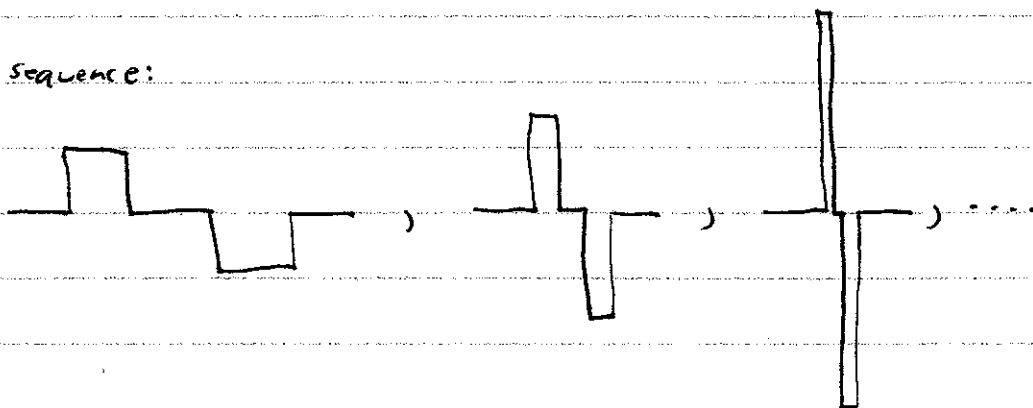 sequence:
, , , ....